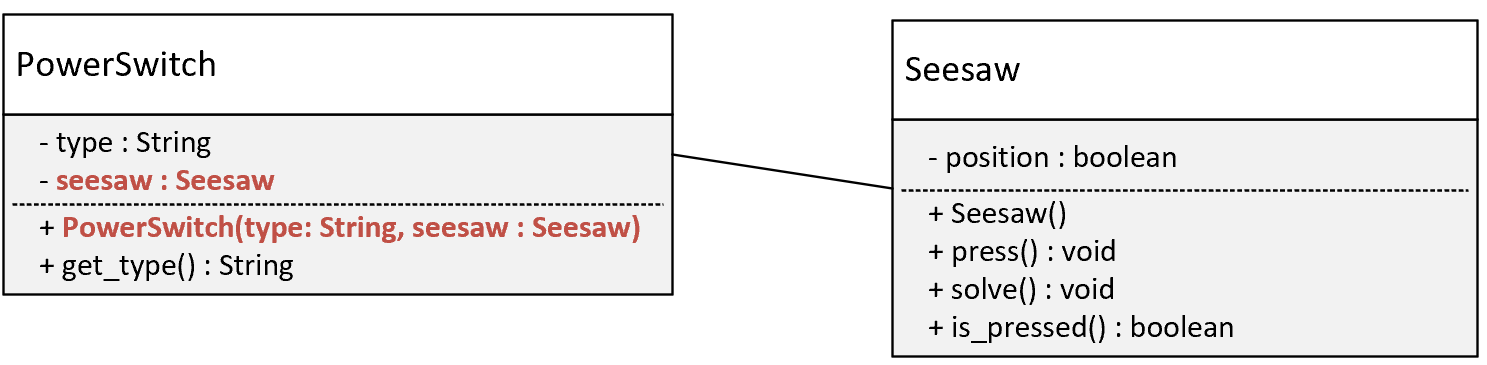 PowerSwitch
- type : String
- seesaw : Seesaw
+ PowerSwitch(type: String, seesaw : Seesaw)
+ get_type() : String
Seesaw
- position : boolean
+ Seesaw()
+ press() : void
+ solve() : void
+ is_pressed() : boolean